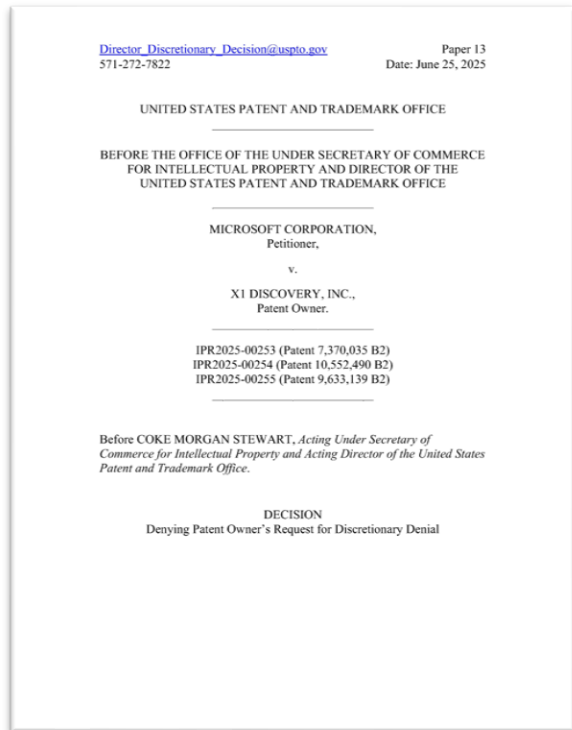 Director_Discretionary_Decision@uspto.gov Paper 13
571-272-7822 Date: June 25, 2025
UNITED STATES PATENT AND TRADEMARK OFFICE
BEFORE THE OFFICE OF THE UNDER SECRETARY OF COMMERCE
FOR INTELLECTUAL PROPERTY AND DIRECTOR OF THE
UNITED STATES PATENT AND TRADEMARK OFFICE
MICROSOFT CORPORATION,
Petitioner,
v.
X1 DISCOVERY, INC.,
Patent Owner.
IPR2025-00253 (Patent 7,370,035 B2)
IPR2025-00254 (Patent 10,552,490 B2)
IPR2025-00255 (Patent 9,633,139 B2)
Before COKE MORGAN STEWART, Acting Under Secretary of
Commerce for Intellectual Property and Acting Director of the United States
Patent and Trademark Office.
DECISION
Denying Patent Owner's Request for Discretionary Denial